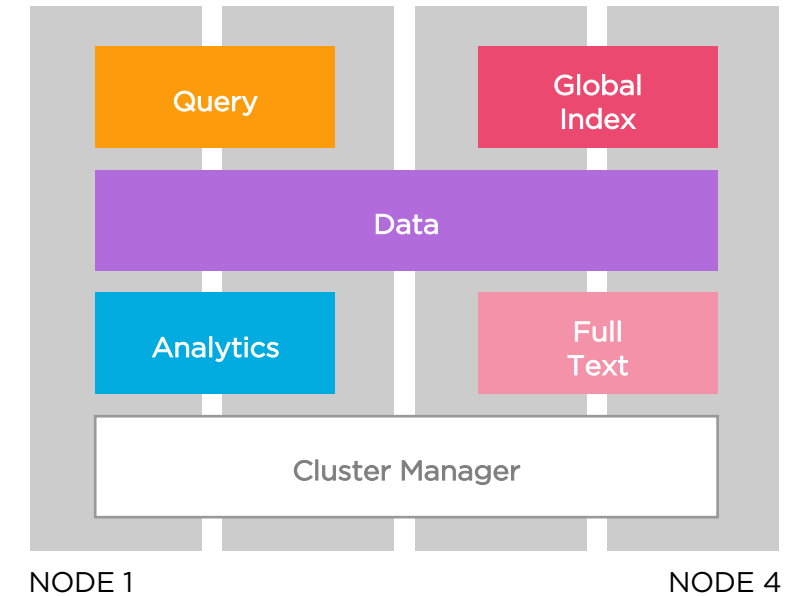 Query
Global
Index
Data
Analytics
Full
Text
Cluster Manager
NODE 1
NODE 4